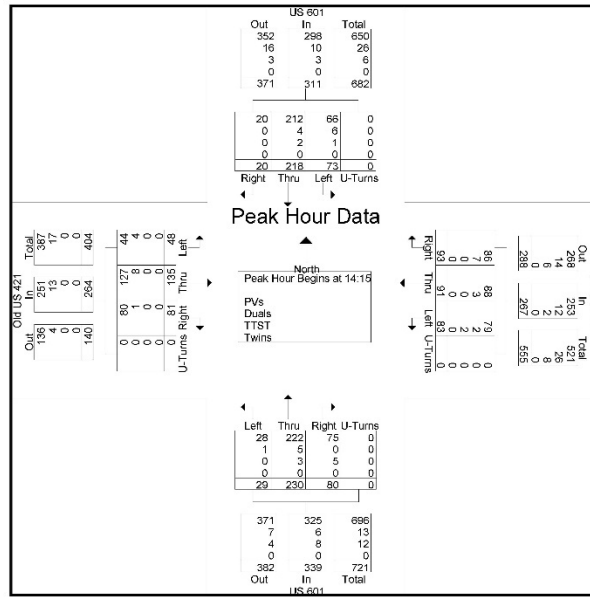 US 601
Out In Total
352 298 650
16 10 26
3 3 6
0 0 0
371 311 682
20 212 66 0
0 4 6 0
0 2 1 0
0 0 0 0
20 218 73 0
Right Thru Left U-Turns
Old US 421
Out In Total
136 251 387
4 13 17
0 0 0
0 0 0
140 264 404
0 80 127 44
0 1 8 4
0 0 0 0
0 0 0 0
0 81 135 48
U-Turns Right Thru Left
Peak Hour Data
North
Peak Hour Begins at 14:15
PVs
Duals
TTST
Twins
Out In Total
268 253 521
14 12 26
6 2 8
0 0 0
288 267 555
86 88 79 0
7 3 2 0
0 0 2 0
0 0 0 0
93 91 83 0
Right Thru Left U-Turns
Left Thru Right U-Turns
28 222 75 0
1 5 0 0
0 3 5 0
0 0 0 0
29 230 80 0
371 325 696
7 6 13
4 8 12
0 0 0
382 339 721
Out In Total
US 601